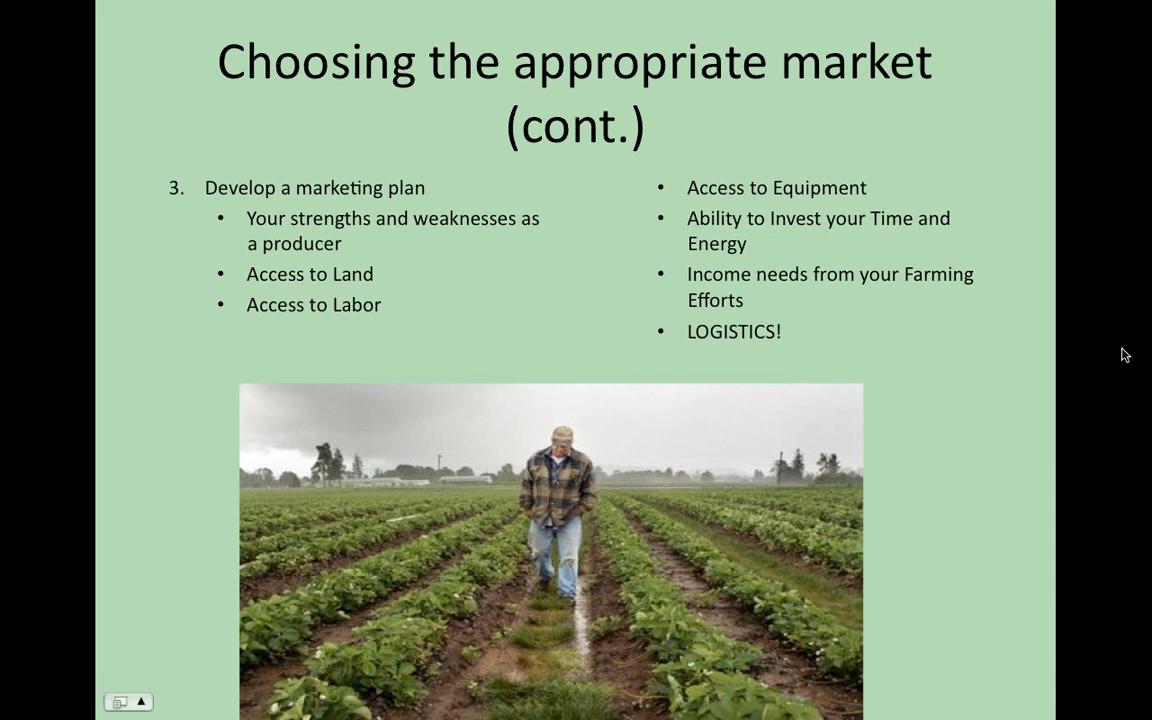 Choosing the appropriate market
(cont.)
3. Develop a marketing plan
• Your strengths and weaknesses as
a producer
• Access to Land
• Access to Labor
• Access to Equipment
• Ability to Invest your Time and
Energy
• Income needs from your Farming
Efforts
• LOGISTICS!